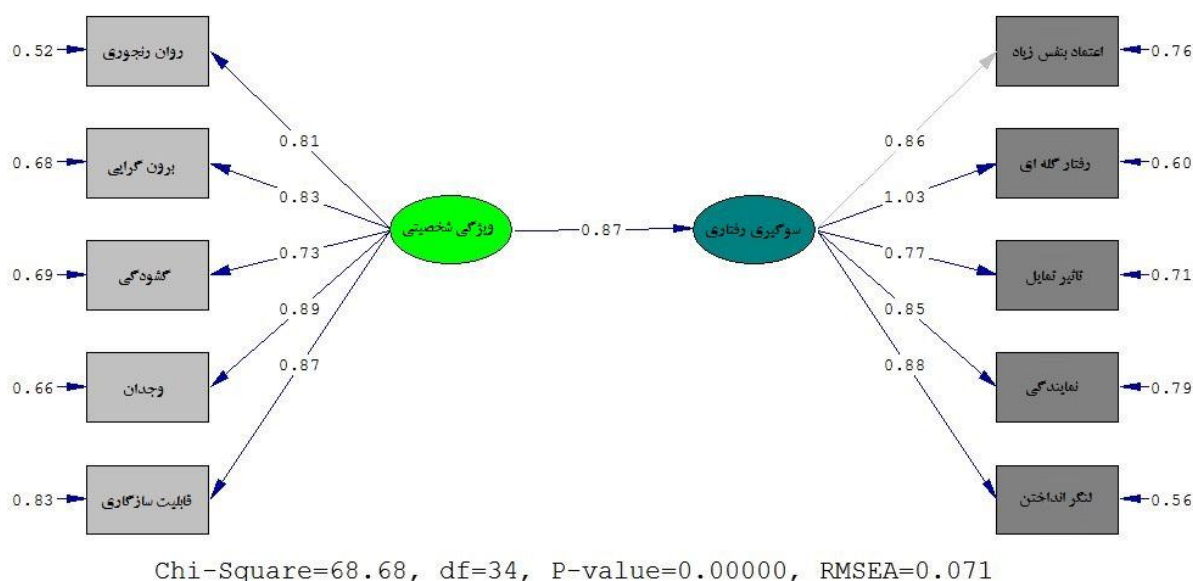 0.52
روان رنجوری
0.81
0.68
برون گرایی
0.83
0.69
گشودگی
0.73
0.66
وجدان
0.89
0.83
قابلیت سازگاری
0.87
ویژگی شخصیتی
0.87
سوگیری رفتاری
0.86
اعتماد بنفس زیاد
0.76
1.03
رفتار گله ای
0.60
0.77
تاثیر تمایل
0.71
0.85
نمایندگی
0.79
0.88
لنگر انداختن
0.56
Chi-Square=68.68, df=34, P-value=0.00000, RMSEA=0.071